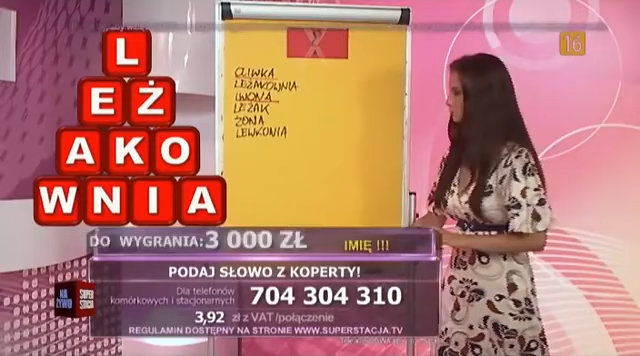 L
EŻ
AKO
WNIA
X
OLIWKA
LEŻAKOWNIA
IWONA
LEŻAK
ŻONA
LEWKONIA
16
DO WYGRANIA: 3 000 ZŁ IMIĘ !!!
PODAJ SŁOWO Z KOPERTY!
Dla telefonów
komórkowych i stacjonarnych 704 304 310
3,92 zł z VAT/połączenie
REGULAMIN DOSTĘPNY NA STRONIE WWW.SUPERSTACJA.TV
NA ŻYWO
SUPER STACJA